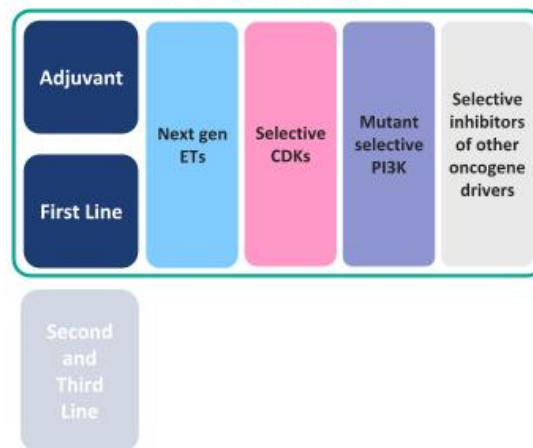 Adjuvant
First Line
Next gen
ETs
Selective
CDKs
Mutant
selective
PI3K
Selective
inhibitors
of other
oncogene
drivers
Second
and
Third
Line